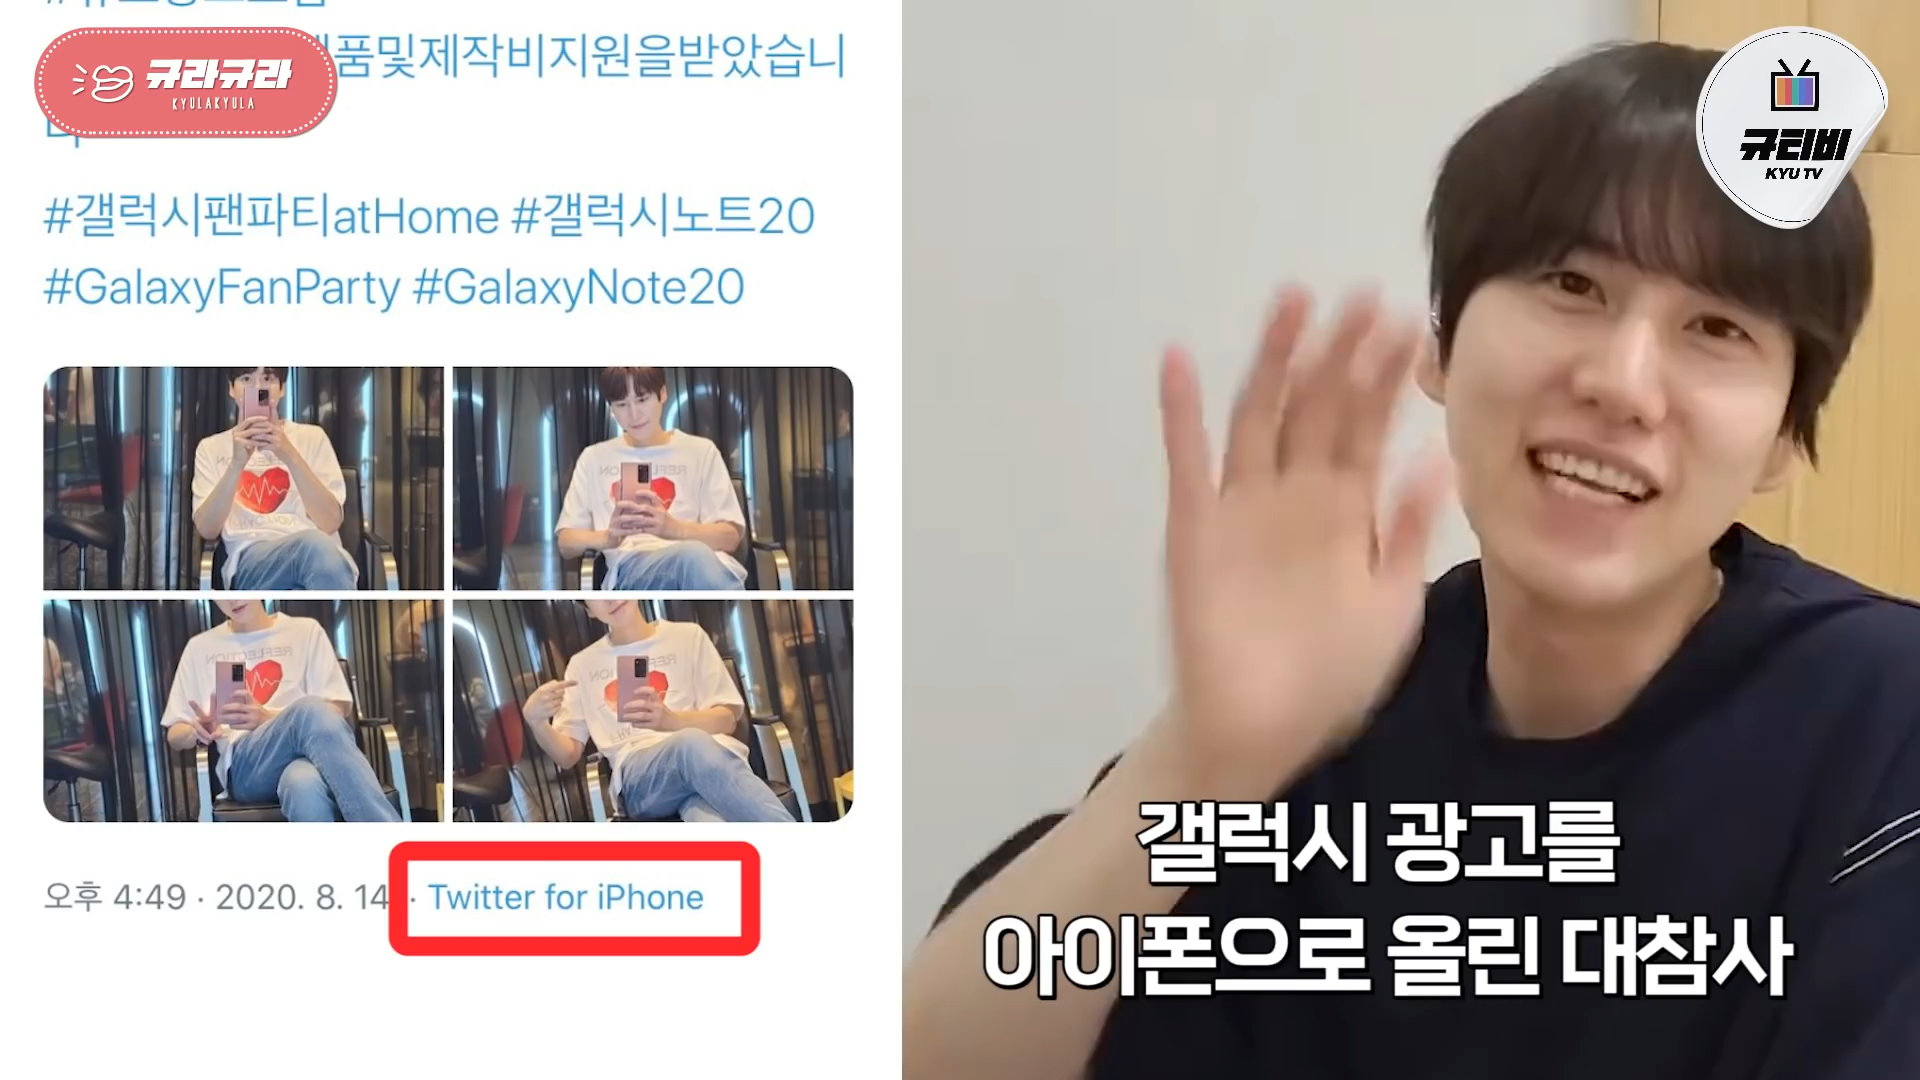 규라규라
KYULAKYULA
품및제작비지원을받았습니
#갤럭시팬파티atHome #갤럭시노트20
#GalaxyFanParty #GalaxyNote20
REFLECTION
REFLECTION
REFLECTION
오후 4:49 · 2020. 8. 14 · Twitter for iPhone
규티비
KYU TV
갤럭시 광고를
아이폰으로 올린 대참사